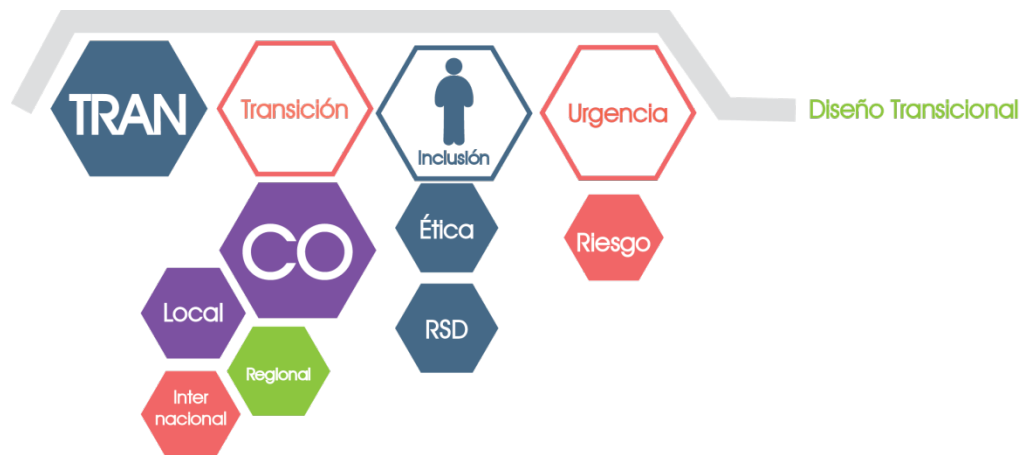 TRAN
Transición
Inclusión
Urgencia
Diseño Transicional
CO
Ética
Riesgo
Local
RSD
Regional
Inter
nacional